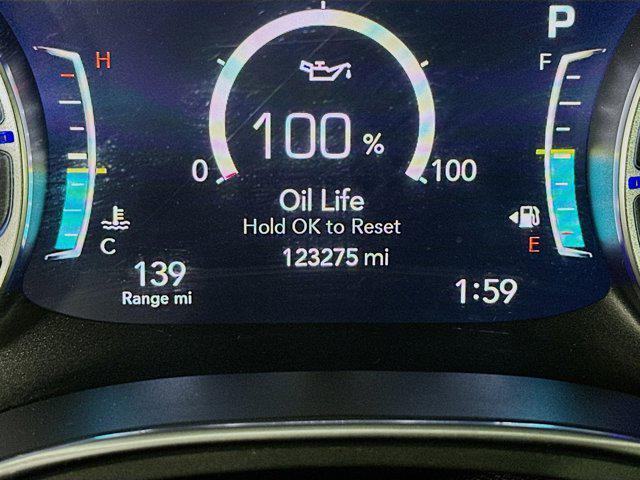 P
H
F
100 %
0
100
Oil Life
Hold OK to Reset
C
E
123275 mi
139
Range mi
1:59